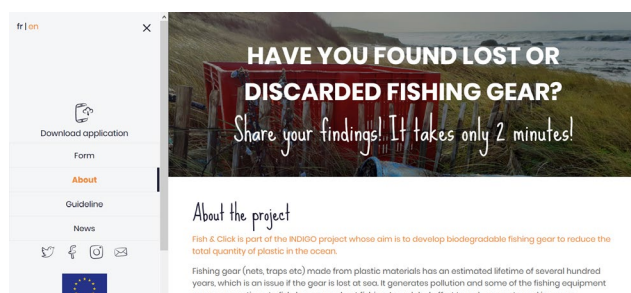 fr | en
Download application
Form
About
Guideline
News
HAVE YOU FOUND LOST OR
DISCARDED FISHING GEAR?
Share your findings! It takes only 2 minutes!
About the project
Fish & Click is part of the INDIGO project whose aim is to develop biodegradable fishing gear to reduce the
total quantity of plastic in the ocean.
Fishing gear (nets, traps etc) made from plastic materials has an estimated lifetime of several hundred
years, which is an issue if the gear is lost at sea. It generates pollution and some of the fishing equipment